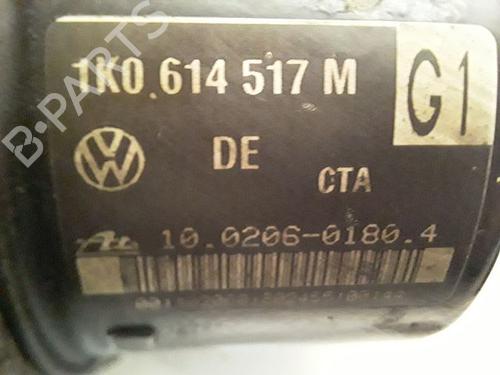 1K0 614 517 M
G1
DE
CTA
10.0206-0180.4
B-PARTS